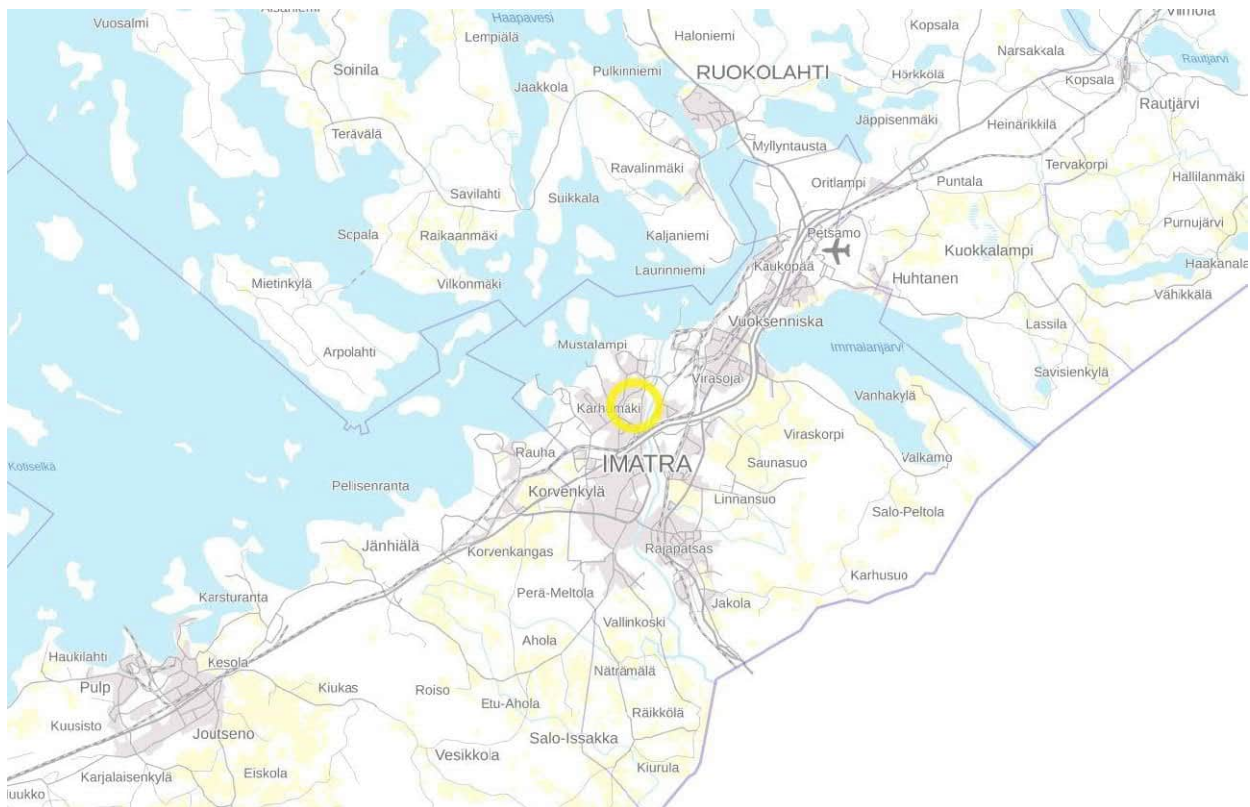 Vuosalmi
Haapavesi
Lempiälä
Haloniemi
Kopsala
Narsakkala
Soinila
Pulkinniemi
RUOKOLAHTI
Hörkkölä
Kopsala
Rautjärvi
Jaakkola
Rautjärvi
Terävälä
Jäppisenmäki
Heinärikkilä
Myllyntausta
Ravalinmäki
Tervakorpi
Oritlampi
Puntala
Hallilanmäki
Savilahti
Suikkala
Purnujärvi
Raikaanmäki
Kaljaniemi
Petsamo
Kuokkalampi
Haakanala
Mietinkylä
Vilkonmäki
Laurinniemi
Kaukopää
Huhtanen
Vähikkälä
Vuoksenniska
Lassila
Arpolahti
Mustalampi
Immalanjärvi
Virasoja
Savisienkylä
Karhumäki
Vanhakylä
Viraskorpi
Kotiselkä
Rauha
IMATRA
Saunasuo
Valkamo
Pellisenranta
Korvenkylä
Linnansuo
Salo-Peltola
Jänhiälä
Korvenkangas
Rajapatsas
Karhusuo
Karsturanta
Perä-Meltola
Jakola
Vallinkoski
Haukilahti
Kesola
Ahola
Pulp
Kiukas
Roiso
Näträmälä
Etu-Ahola
Kuusisto
Joutseno
Räikkölä
Vesikkola
Salo-Issakka
Karjalaisenkylä
Eiskola
Kiurula